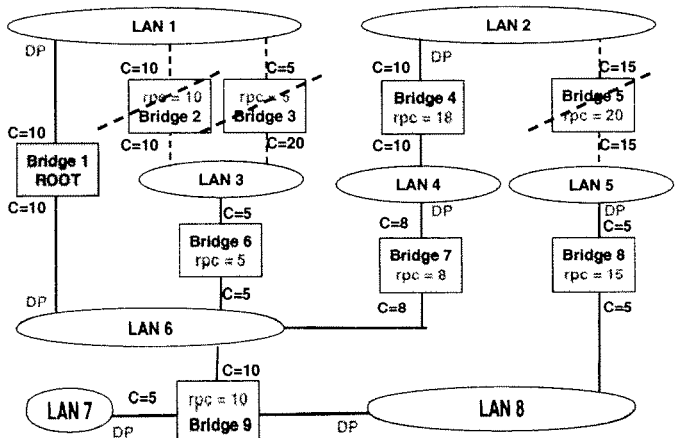 LAN 1
LAN 2
DP
DP
C=10
C=5
C=10
C=15
rpc = 10
Bridge 2
rpc = 5
Bridge 3
Bridge 4
rpc = 18
Bridge 5
rpc = 20
C=10
C=10
C=20
C=10
C=15
Bridge 1
ROOT
C=10
LAN 3
LAN 4
LAN 5
C=5
C=8
DP
DP
C=5
Bridge 6
rpc = 5
Bridge 7
rpc = 8
Bridge 8
rpc = 15
DP
C=5
C=8
C=5
LAN 6
C=10
LAN 7
C=5
rpc = 10
Bridge 9
LAN 8
DP
DP